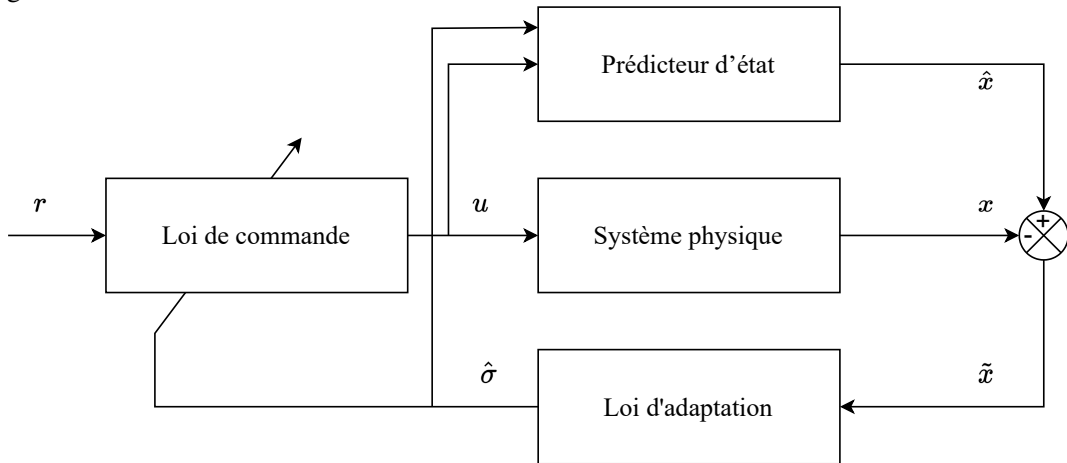 Prédicteur d’état
x̂
r
Loi de commande
u
Système physique
x
+
-
σ̂
Loi d'adaptation
x̃